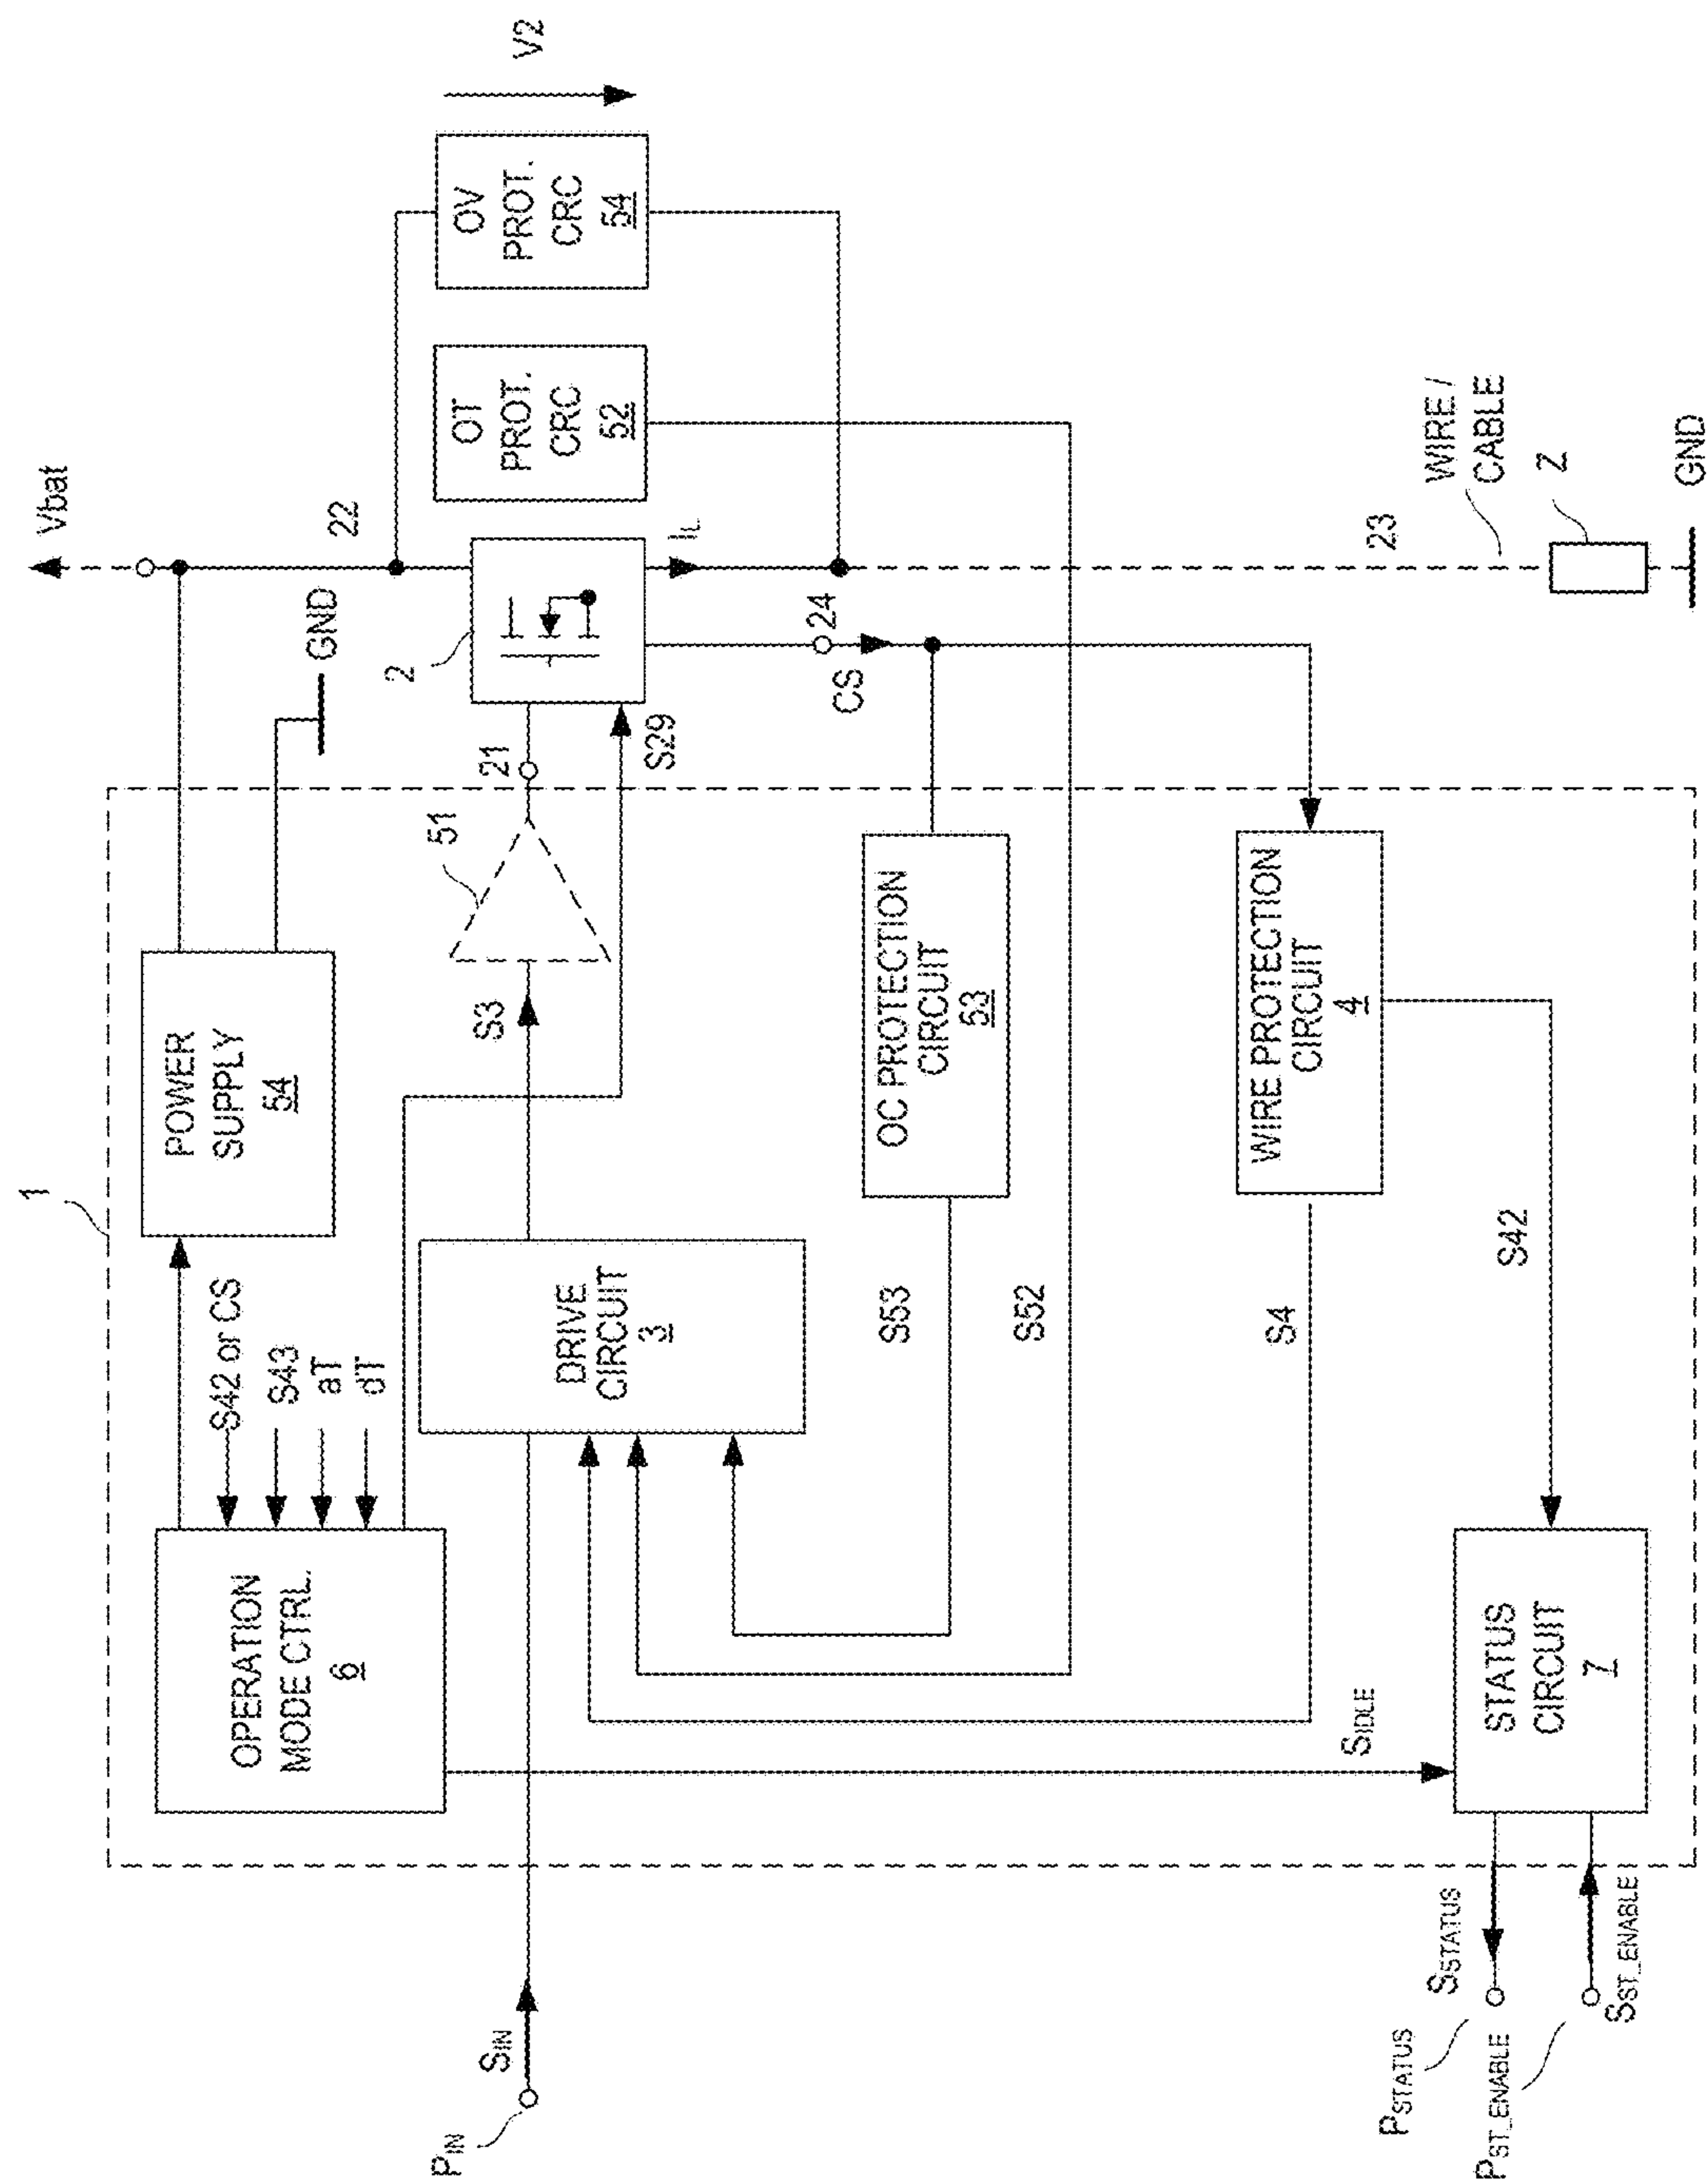 1
OPERATION
MODE CTRL.
6
S42 or CS
S43
aT
dT
POWER
SUPPLY
54
GND
Vbat
22
PIN
SIN
DRIVE
CIRCUIT
3
S3
51
21
S29
2
IL
OT
PROT.
CRC
52
OV
PROT.
CRC
54
V2
S53
OC PROTECTION
CIRCUIT
53
CS
24
S52
S4
WIRE PROTECTION
CIRCUIT
4
S42
SIDLE
STATUS
CIRCUIT
7
SSTATUS
PSTATUS
PST_ENABLE
SST_ENABLE
23
WIRE /
CABLE
Z
GND